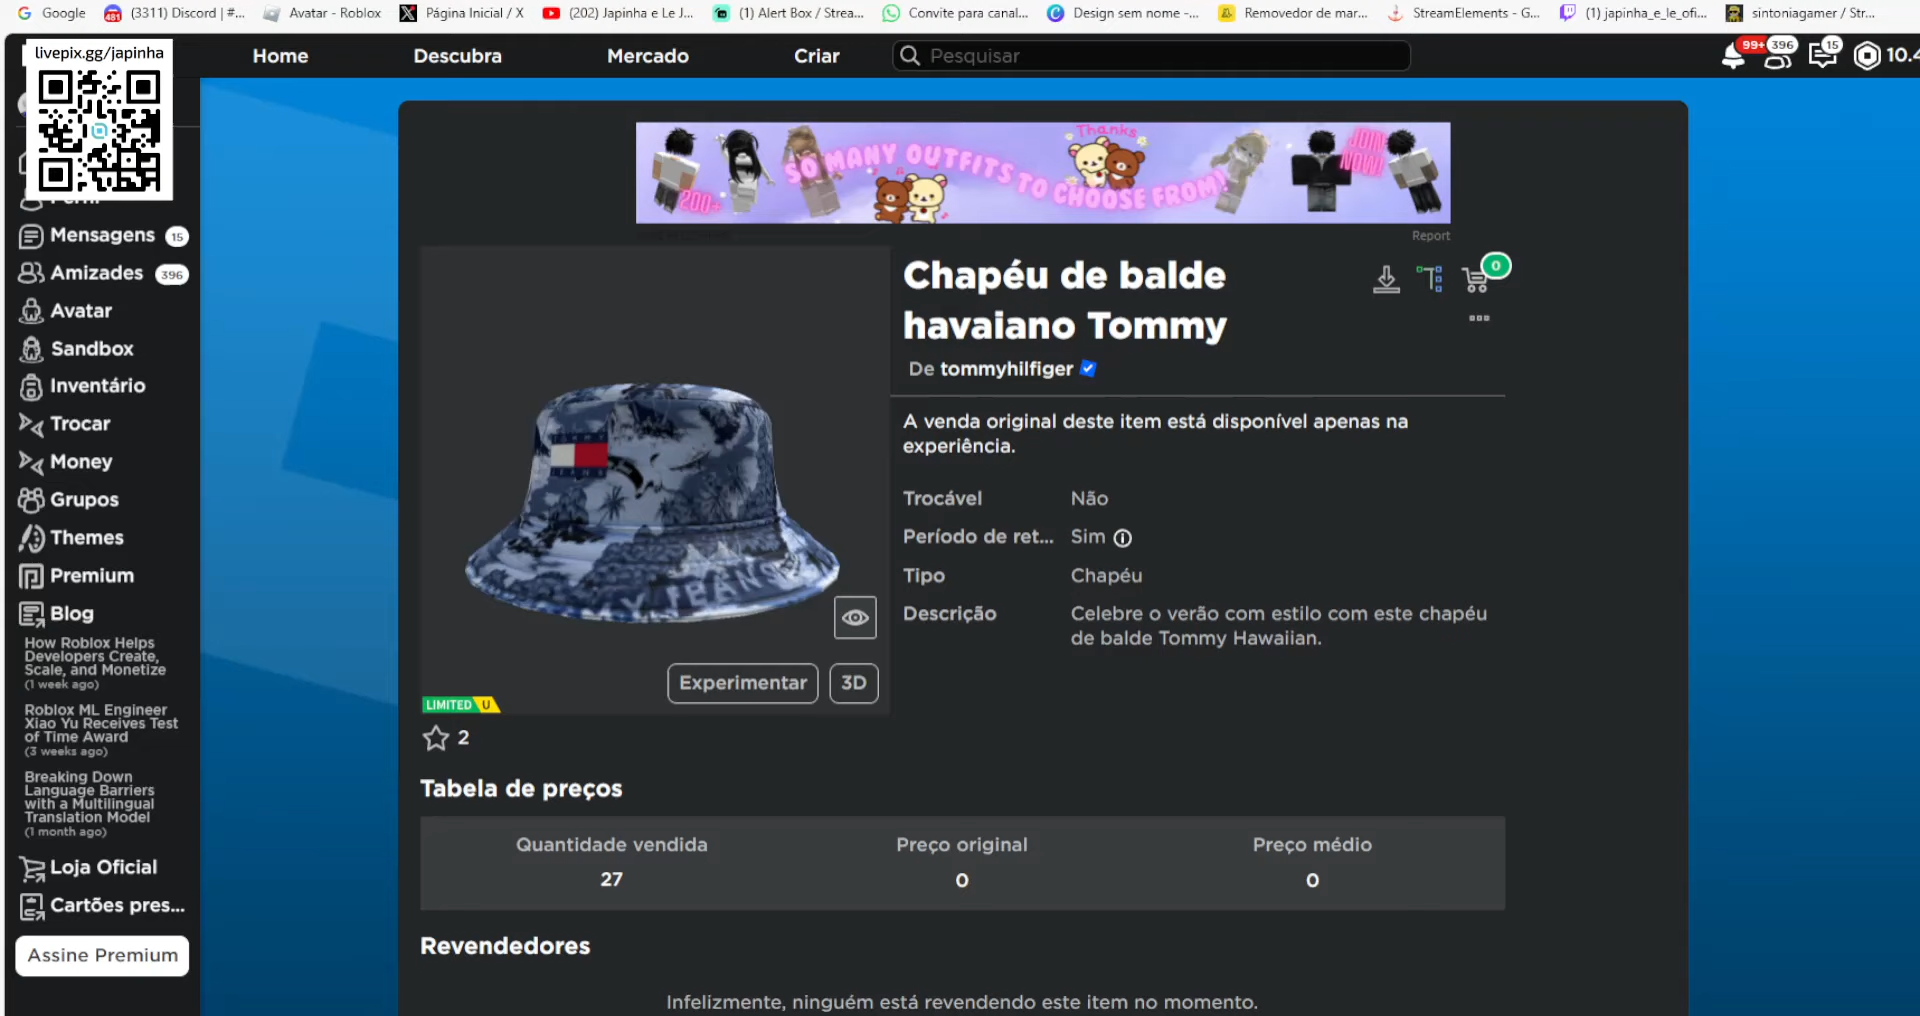 Google
(3311) Discord | #...
Avatar - Roblox
Página Inicial / X
(202) Japinha e Le J...
(1) Alert Box / Strea...
Convite para canal...
Design sem nome -...
Removedor de mar...
StreamElements - G...
(1) japinha_e_le_ofi...
sintoniagamer / Str...
481
livepix.gg/japinha
Home
Descubra
Mercado
Criar
Pesquisar
99+
396
15
10.4
SO MANY OUTFITS TO CHOOSE FROM!
Thanks
JOIN NOW!
200+
Report
Mensagens 15
Amizades 396
Avatar
Sandbox
Inventário
Trocar
Money
Grupos
Themes
Premium
Blog
How Roblox Helps
Developers Create,
Scale, and Monetize
(1 week ago)
Roblox ML Engineer
Xiao Yu Receives Test
of Time Award
(3 weeks ago)
Breaking Down
Language Barriers
with a Multilingual
Translation Model
(1 month ago)
Loja Oficial
Cartões pres...
Assine Premium
Chapéu de balde
havaiano Tommy
0
De tommyhilfiger
A venda original deste item está disponível apenas na
experiência.
Trocável Não
Período de ret... Sim
Tipo Chapéu
Descrição Celebre o verão com estilo com este chapéu
de balde Tommy Hawaiian.
TOMMY
JEANS
Experimentar
3D
LIMITED U
2
Tabela de preços
Quantidade vendida
Preço original
Preço médio
27
0
0
Revendedores
Infelizmente, ninguém está revendendo este item no momento.